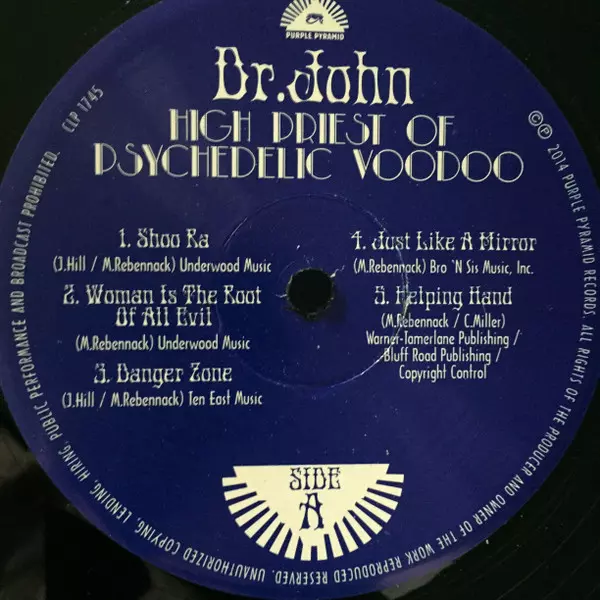 PURPLE PYRAMID
Dr. John
HIGH PRIEST OF
PSYCHEDELIC VOODOO
1. Shoo Ra
(J.Hill / M.Rebennack) Underwood Music
2. Woman Is The Root
Of All Evil
(M.Rebennack) Underwood Music
3. Danger Zone
(J.Hill / M.Rebennack) Ten East Music
4. Just Like A Mirror
(M.Rebennack) Bro 'N Sis Music, Inc.
5. Helping Hand
(M.Rebennack / C.Miller)
Warner-Tamerlane Publishing /
Bluff Road Publishing /
Copyright Control
SIDE
A
©℗ 2014 PURPLE PYRAMID RECORDS. ALL RIGHTS OF THE PRODUCER AND OWNER OF THE WORK REPRODUCED RESERVED. UNAUTHORIZED COPYING, LENDING, HIRING, PUBLIC PERFORMANCE AND BROADCAST PROHIBITED. CLP 1745